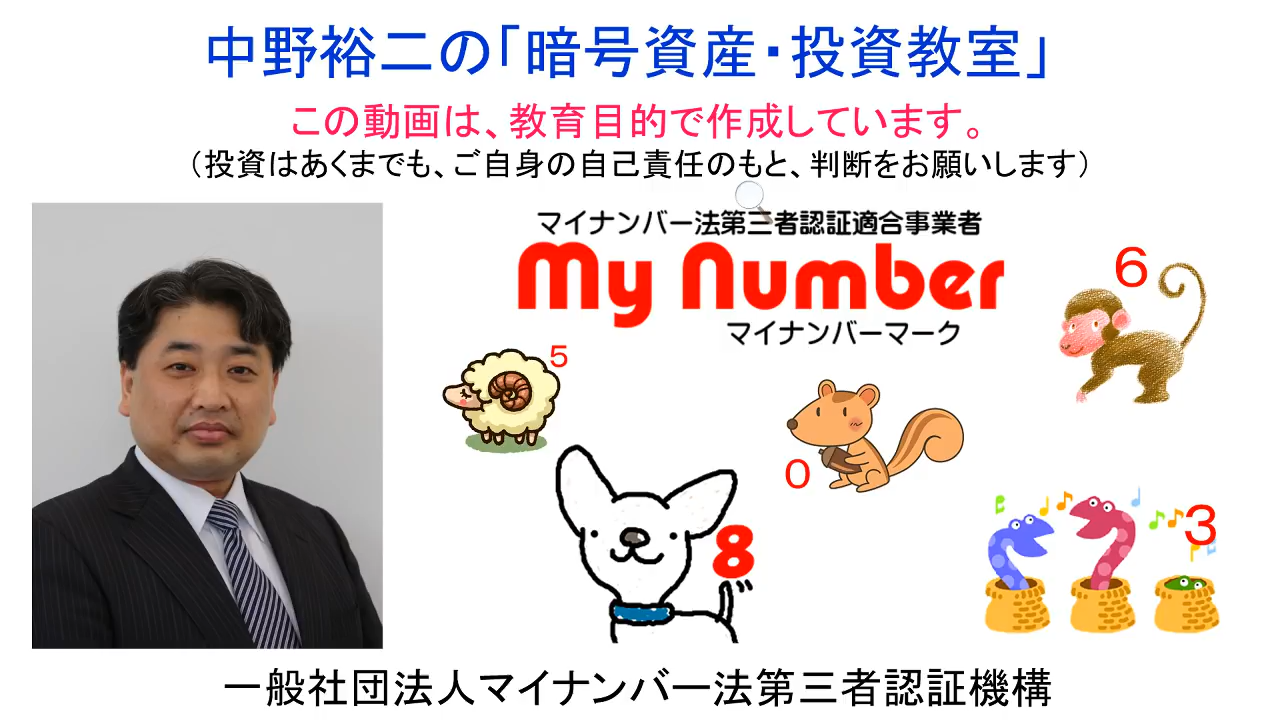 中野裕二の「暗号資産・投資教室」
この動画は、教育目的で作成しています。
（投資はあくまでも、ご自身の自己責任のもと、判断をお願いします）
マイナンバー法第三者認証適合事業者
My Number
マイナンバーマーク
6
5
0
8
3
一般社団法人マイナンバー法第三者認証機構